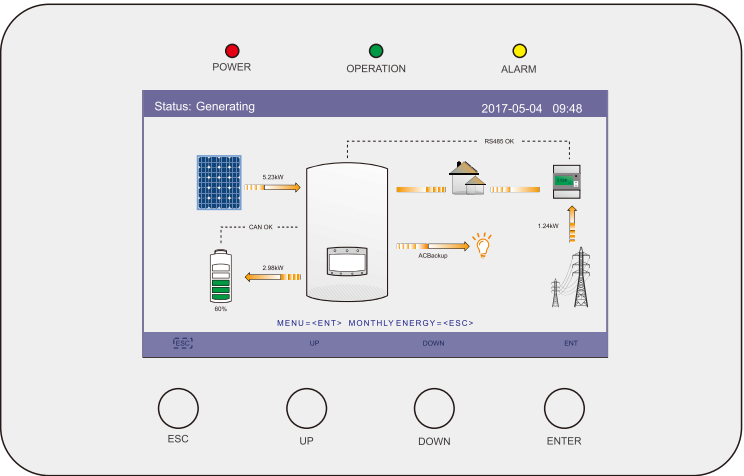 POWER
OPERATION
ALARM
Status: Generating
2017-05-04 09:48
RS485 OK
5.23kW
CAN OK
1.24kW
ACBackup
2.98kW
60%
MENU=<ENT> MONTHLY ENERGY=<ESC>
ESC
UP
DOWN
ENT
ESC
UP
DOWN
ENTER